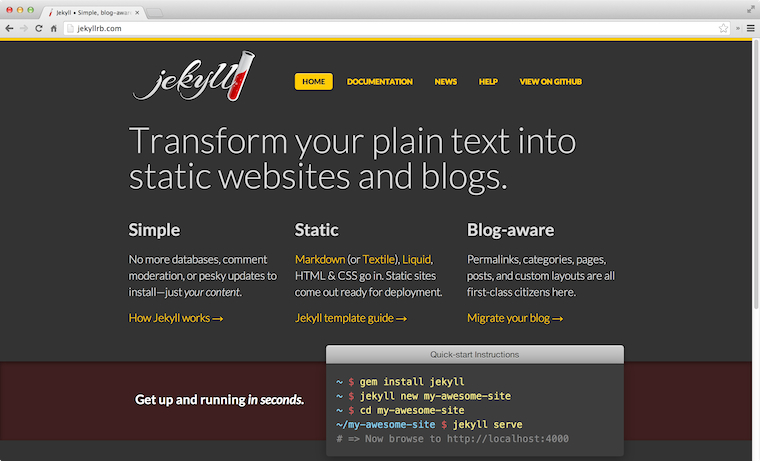 jekyll • Simple, blog-awar
jekyllrb.com
jekyll
HOME DOCUMENTATION NEWS HELP VIEW ON GITHUB
Transform your plain text into
static websites and blogs.
Simple
No more databases, comment
moderation, or pesky updates to
install—just your content.
How Jekyll works →
Static
Markdown (or Textile), Liquid,
HTML & CSS go in. Static sites
come out ready for deployment.
Jekyll template guide →
Blog-aware
Permalinks, categories, pages,
posts, and custom layouts are all
first-class citizens here.
Migrate your blog →
Get up and running in seconds.
Quick-start Instructions
~ $ gem install jekyll
~ $ jekyll new my-awesome-site
~ $ cd my-awesome-site
~/my-awesome-site $ jekyll serve
# => Now browse to http://localhost:4000